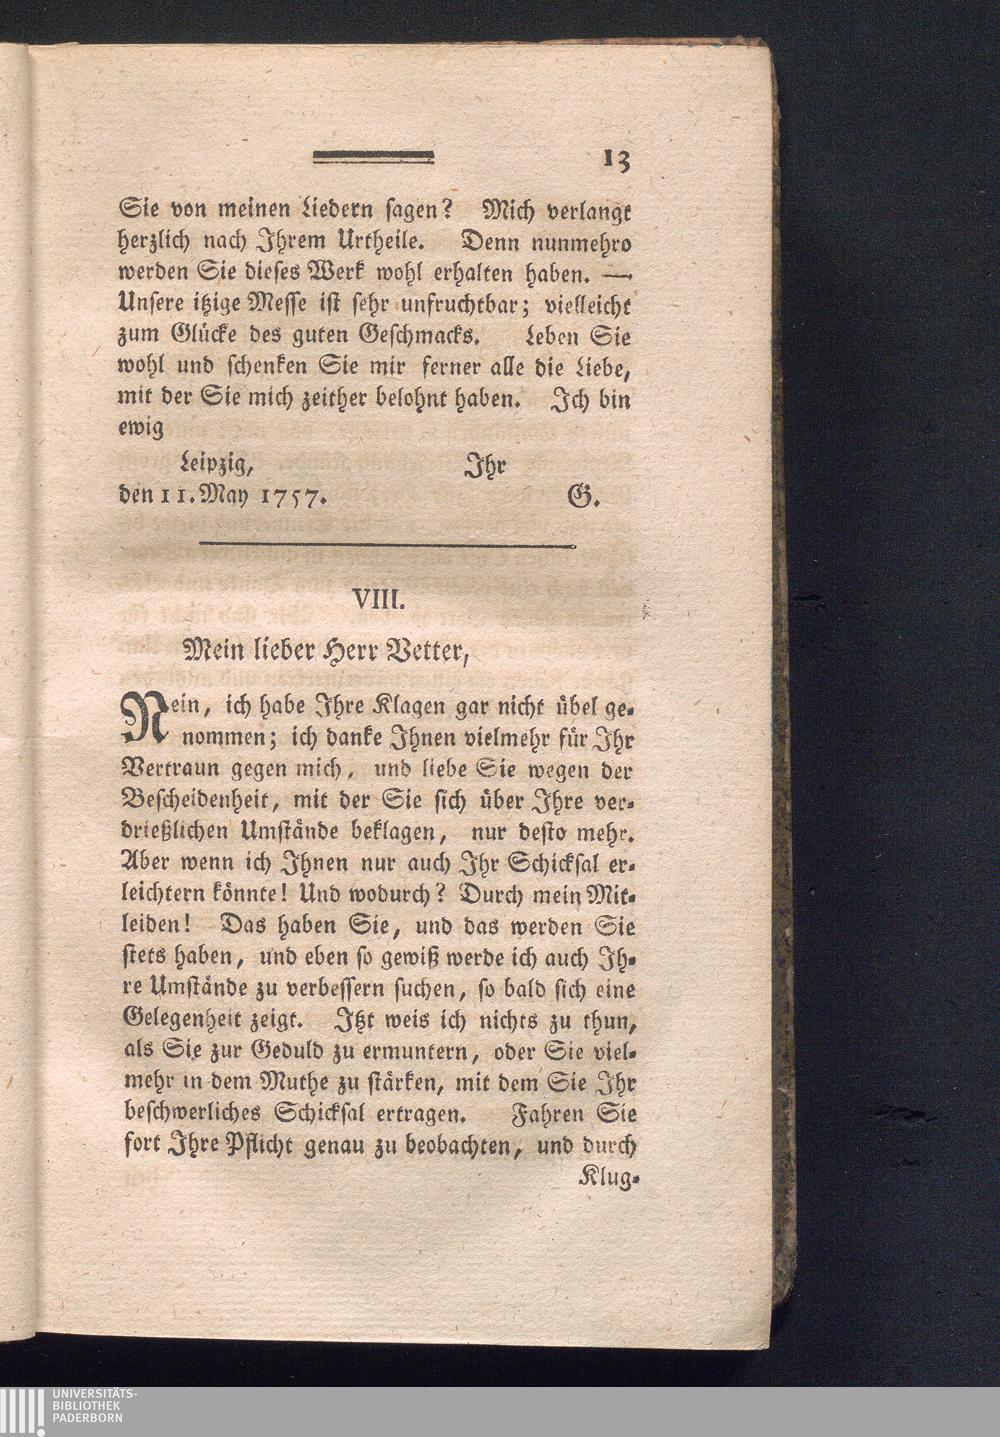 13
Sie von meinen Liedern sagen? Mich verlangt
herzlich nach Ihrem Urtheile. Denn nunmehro
werden Sie dieses Werk wohl erhalten haben. —
Unsere itzige Messe ist sehr unfruchtbar; vielleicht
zum Glücke des guten Geschmacks. Leben Sie
wohl und schenken Sie mir ferner alle die Liebe,
mit der Sie mich zeither belohnt haben. Ich bin
ewig
Leipzig, Ihr
den 11. May 1757. G.
VIII.
Mein lieber Herr Vetter,
Nein, ich habe Ihre Klagen gar nicht übel ge-
nommen; ich danke Ihnen vielmehr für Ihr
Vertraun gegen mich, und liebe Sie wegen der
Bescheidenheit, mit der Sie sich über Ihre ver-
drießlichen Umstände beklagen, nur desto mehr.
Aber wenn ich Ihnen nur auch Ihr Schicksal er-
leichtern könnte! Und wodurch? Durch mein Mit-
leiden! Das haben Sie, und das werden Sie
stets haben, und eben so gewiß werde ich auch Ih-
re Umstände zu verbessern suchen, so bald sich eine
Gelegenheit zeigt. Itzt weis ich nichts zu thun,
als Sie zur Geduld zu ermuntern, oder Sie viel-
mehr in dem Muthe zu stärken, mit dem Sie Ihr
beschwerliches Schicksal ertragen. Fahren Sie
fort Ihre Pflicht genau zu beobachten, und durch
Klug-
UNIVERSITÄTS-
BIBLIOTHEK
PADERBORN